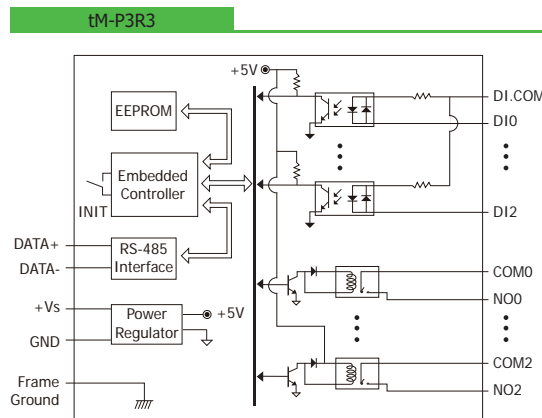 tM-P3R3
+5V
EEPROM
Embedded
Controller
INIT
DATA+
DATA-
RS-485
Interface
+Vs
GND
Power
Regulator
+5V
Frame
Ground
DI.COM
DI0
DI2
COM0
NO0
COM2
NO2